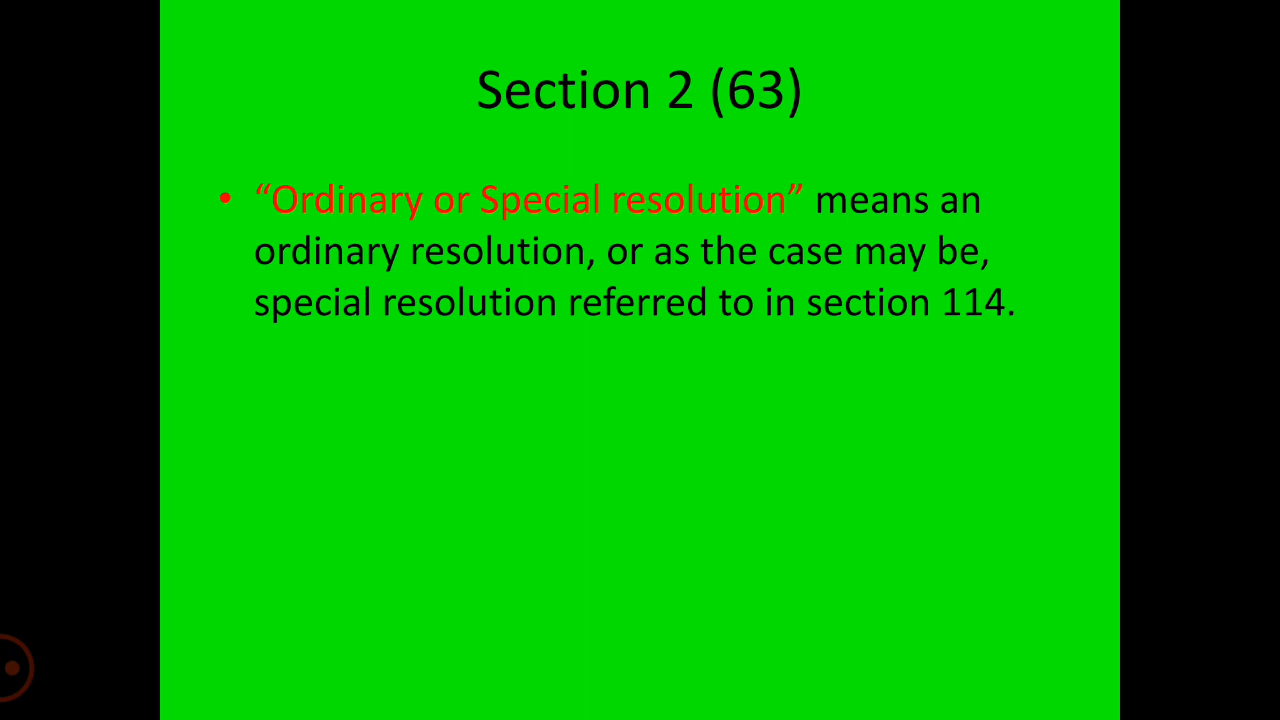 Section 2 (63)
• “Ordinary or Special resolution” means an
ordinary resolution, or as the case may be,
special resolution referred to in section 114.